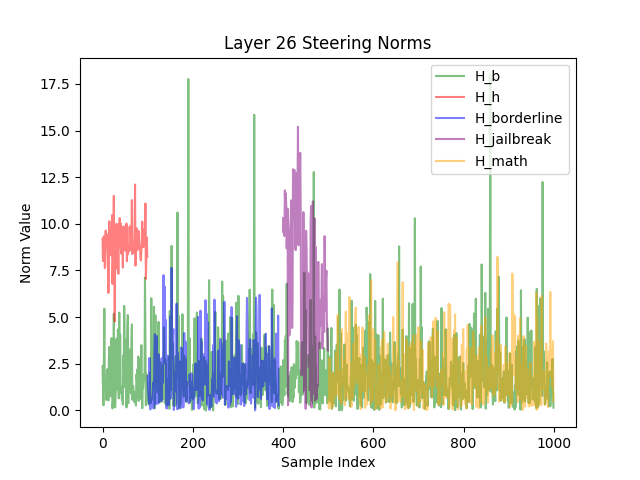 Layer 26 Steering Norms
Norm Value
17.5
15.0
12.5
10.0
7.5
5.0
2.5
0.0
H_b
H_h
H_borderline
H_jailbreak
H_math
0
200
400
600
800
1000
Sample Index